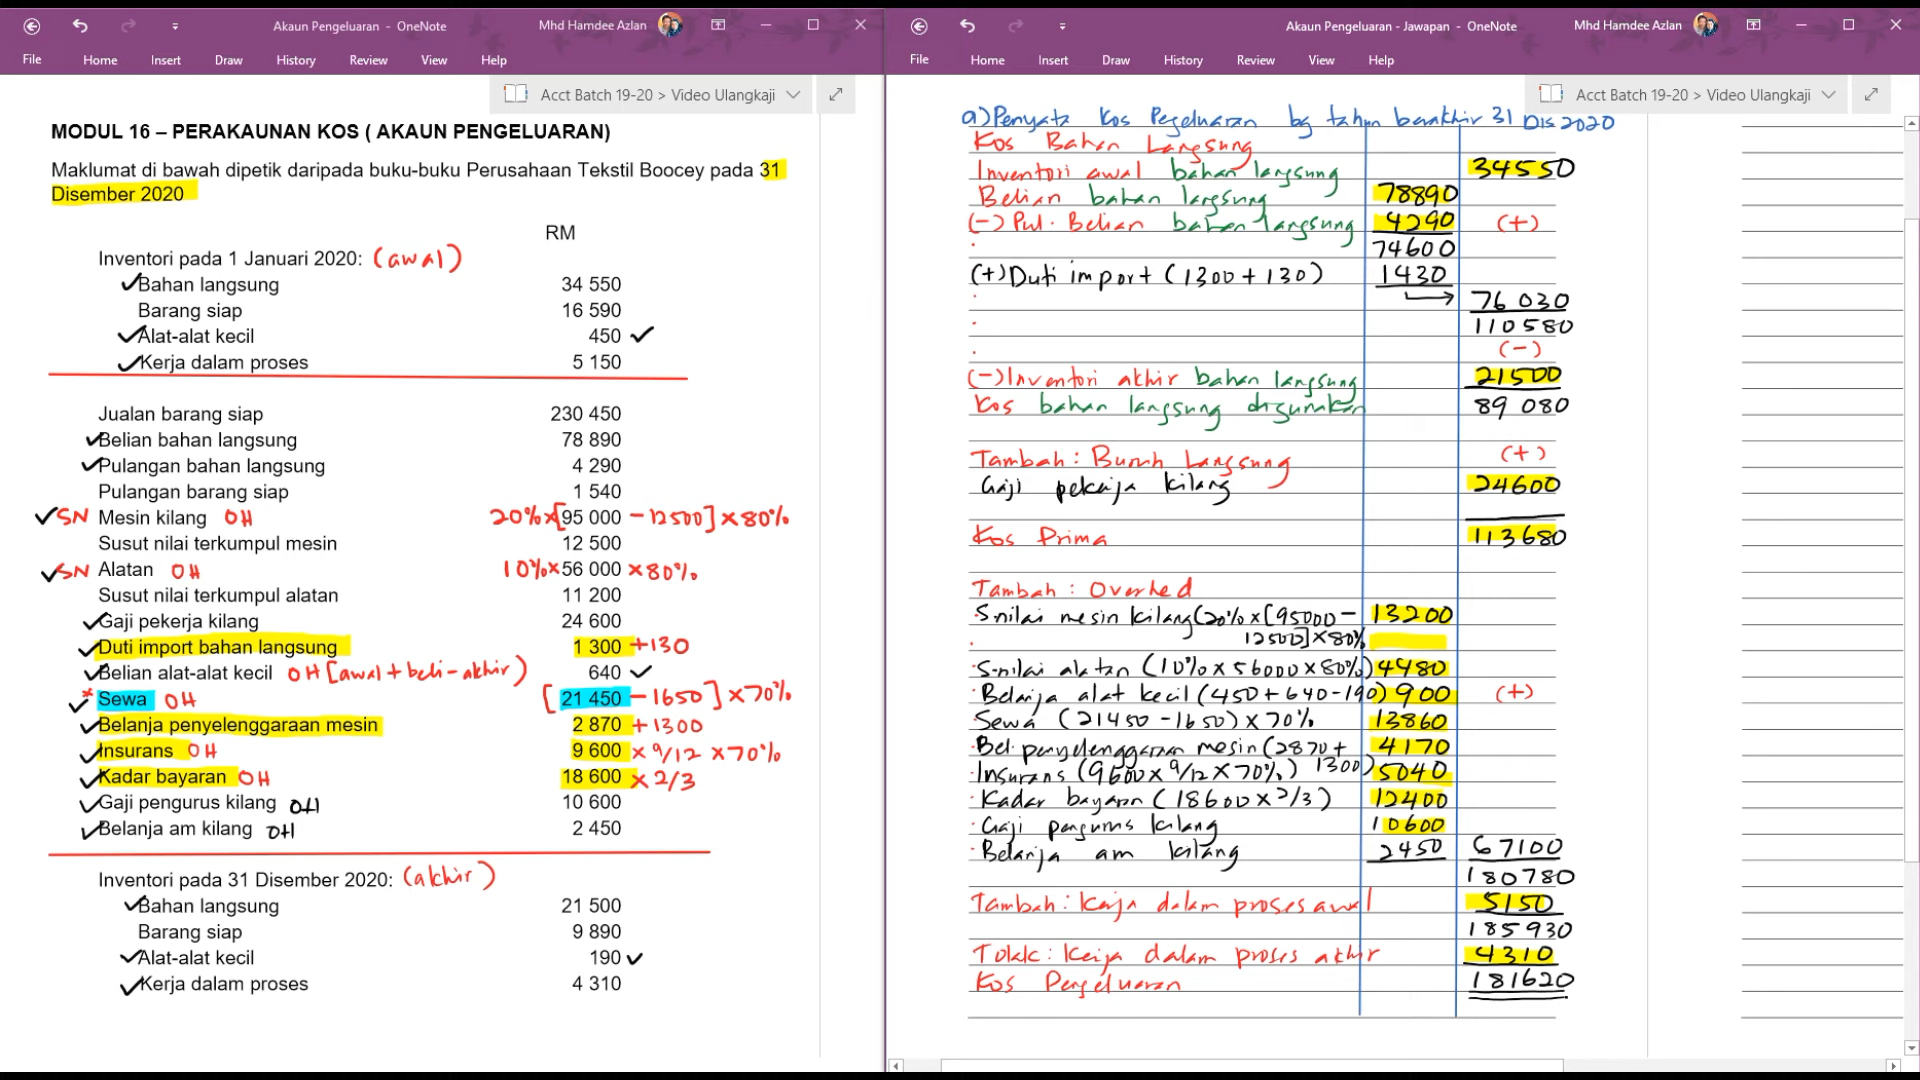 Akaun Pengeluaran - OneNote
Mhd Hamdee Azlan
File Home Insert Draw History Review View Help
Acct Batch 19-20 > Video Ulangkaji
MODUL 16 – PERAKAUNAN KOS ( AKAUN PENGELUARAN)
Maklumat di bawah dipetik daripada buku-buku Perusahaan Tekstil Boocey pada 31
Disember 2020
RM
Inventori pada 1 Januari 2020: (awal)
Bahan langsung 34 550
Barang siap 16 590
Alat-alat kecil 450
Kerja dalam proses 5 150
Jualan barang siap 230 450
Belian bahan langsung 78 890
Pulangan bahan langsung 4 290
Pulangan barang siap 1 540
SN Mesin kilang OH 20%x[95 000 - 12500] x 80%
Susut nilai terkumpul mesin 12 500
SN Alatan OH 10%x56 000 x 80%
Susut nilai terkumpul alatan 11 200
Gaji pekerja kilang 24 600
Duti import bahan langsung 1 300 +130
Belian alat-alat kecil OH [awal + beli - akhir) 640
* Sewa OH [21 450 - 1650] x 70%
Belanja penyelenggaraan mesin 2 870 + 1300
Insurans OH 9 600 x 9/12 x 70%
Kadar bayaran OH 18 600 x 2/3
Gaji pengurus kilang OH 10 600
Belanja am kilang OH 2 450
Inventori pada 31 Disember 2020: (akhir)
Bahan langsung 21 500
Barang siap 9 890
Alat-alat kecil 190
Kerja dalam proses 4 310
Akaun Pengeluaran - Jawapan - OneNote
Mhd Hamdee Azlan
File Home Insert Draw History Review View Help
Acct Batch 19-20 > Video Ulangkaji
a) Penyata Kos Pegeluaran bg tahun berakhir 31 Dis 2020
Kos Bahan Langsung
Inventori awal bahan langsung 34550
Belian bahan langsung 78890
(-) Pul. Belian bahan langsung 4290 (+)
74600
(+) Duti import (1300 + 130) 1430
76 030
110580
(-)
(-) Inventori akhir bahan langsung 21500
Kos bahan langsung digunakan 89 080
Tambah : Buruh Langsung (+)
Gaji pekerja kilang 24600
Kos Prima 113680
Tambah : Overhed
S.nilai mesin kilang (20% x [95000 - 13200
12500] x 80%
S.nilai alatan (10% x 56000 x 80%) 4480
Belanja alat kecil (450 + 640 - 190) 900 (+)
Sewa (21450 - 1650) x 70% 13860
Bel. penyelenggaraan mesin (2870 + 4170
Insurans (9600 x 9/12 x 70%) 1300) 5040
Kadar bayaran (18600 x 2/3) 12400
Gaji pengurus kilang 10600
Belanja am kilang 2450 67100
180780
Tambah : Kerja dalam proses awal 5150
185930
Tolak : Kerja dalam proses akhir 4310
Kos Pengeluaran 181620